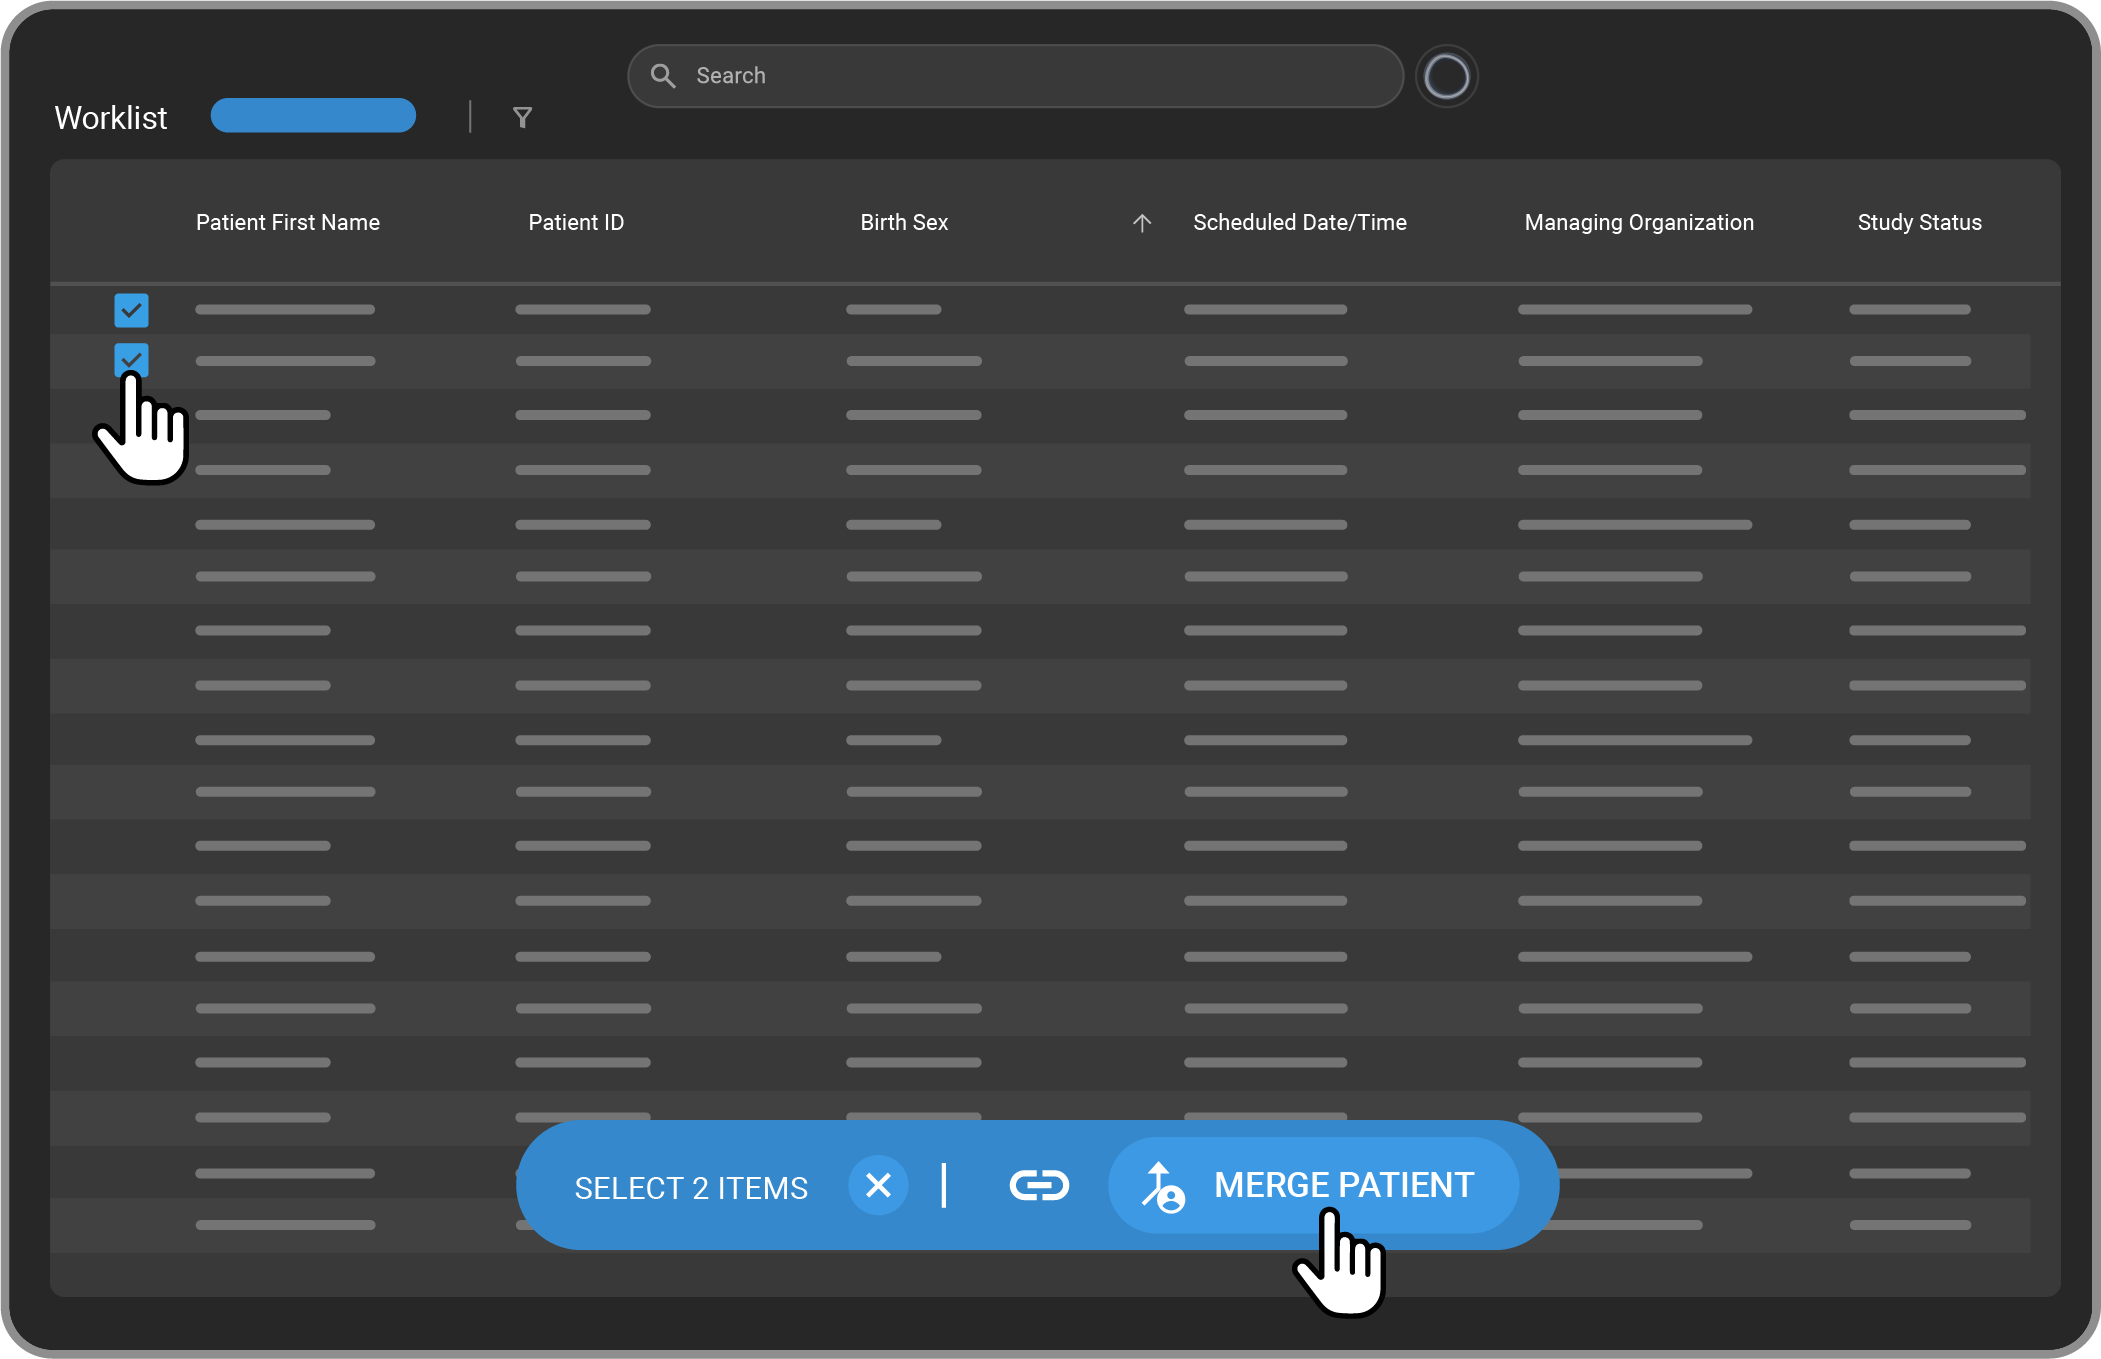 Search
Worklist
Patient First Name Patient ID Birth Sex Scheduled Date/Time Managing Organization Study Status
SELECT 2 ITEMS MERGE PATIENT